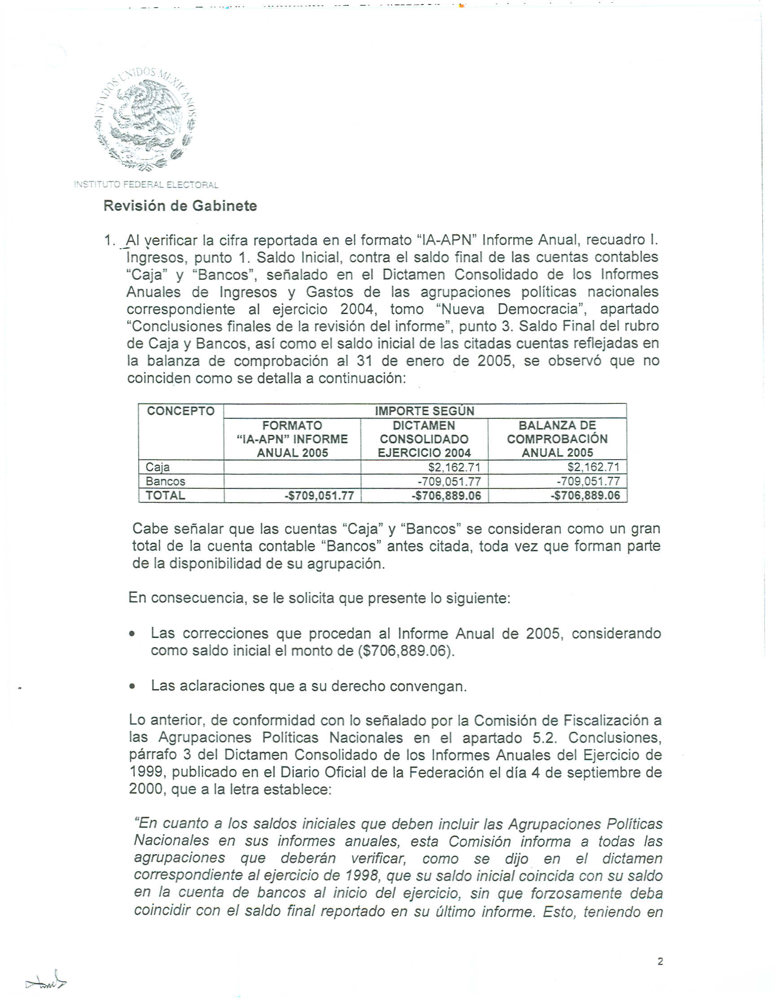 ESTADOS UNIDOS MEXICANOS
INSTITUTO FEDERAL ELECTORAL
Revisión de Gabinete
1. Al verificar la cifra reportada en el formato “IA-APN” Informe Anual, recuadro I.
Ingresos, punto 1. Saldo Inicial, contra el saldo final de las cuentas contables
“Caja” y “Bancos”, señalado en el Dictamen Consolidado de los Informes
Anuales de Ingresos y Gastos de las agrupaciones políticas nacionales
correspondiente al ejercicio 2004, tomo “Nueva Democracia”, apartado
“Conclusiones finales de la revisión del informe”, punto 3. Saldo Final del rubro
de Caja y Bancos, así como el saldo inicial de las citadas cuentas reflejadas en
la balanza de comprobación al 31 de enero de 2005, se observó que no
coinciden como se detalla a continuación:
CONCEPTO IMPORTE SEGÚN
FORMATO DICTAMEN BALANZA DE
“IA-APN” INFORME CONSOLIDADO COMPROBACIÓN
ANUAL 2005 EJERCICIO 2004 ANUAL 2005
Caja $2,162.71 $2,162.71
Bancos -709,051.77 -709,051.77
TOTAL -$709,051.77 -$706,889.06 -$706,889.06
Cabe señalar que las cuentas “Caja” y “Bancos” se consideran como un gran
total de la cuenta contable “Bancos” antes citada, toda vez que forman parte
de la disponibilidad de su agrupación.
En consecuencia, se le solicita que presente lo siguiente:
• Las correcciones que procedan al Informe Anual de 2005, considerando
como saldo inicial el monto de ($706,889.06).
• Las aclaraciones que a su derecho convengan.
Lo anterior, de conformidad con lo señalado por la Comisión de Fiscalización a
las Agrupaciones Políticas Nacionales en el apartado 5.2. Conclusiones,
párrafo 3 del Dictamen Consolidado de los Informes Anuales del Ejercicio de
1999, publicado en el Diario Oficial de la Federación el día 4 de septiembre de
2000, que a la letra establece:
“En cuanto a los saldos iniciales que deben incluir las Agrupaciones Políticas
Nacionales en sus informes anuales, esta Comisión informa a todas las
agrupaciones que deberán verificar, como se dijo en el dictamen
correspondiente al ejercicio de 1998, que su saldo inicial coincida con su saldo
en la cuenta de bancos al inicio del ejercicio, sin que forzosamente deba
coincidir con el saldo final reportado en su último informe. Esto, teniendo en
2